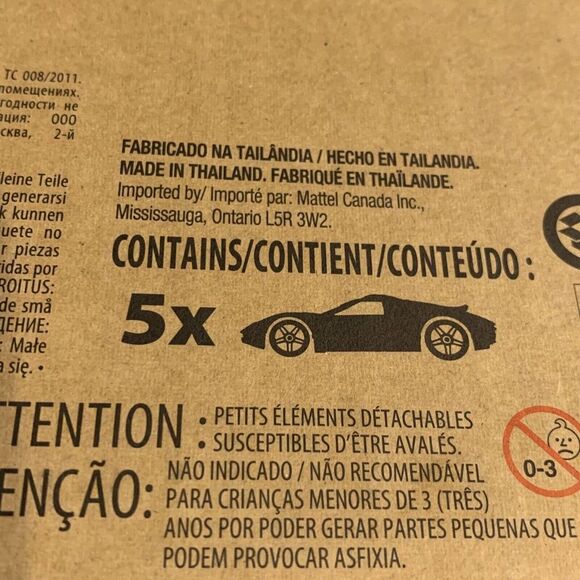 ТС 008/2011.
помещениях.
годности не
ация: ООО
сква, 2-й
leine Teile
generarsi
k kunnen
uete no
r piezas
idas por
ROITUS:
de små
ДЕНИЕ:
: Małe
a się. •
FABRICADO NA TAILÂNDIA / HECHO EN TAILANDIA.
MADE IN THAILAND. FABRIQUÉ EN THAÏLANDE.
Imported by/ Importé par: Mattel Canada Inc.,
Mississauga, Ontario L5R 3W2.
CONTAINS/CONTIENT/CONTEÚDO :
5x
TTENTION : PETITS ÉLÉMENTS DÉTACHABLES
: SUSCEPTIBLES D'ÊTRE AVALÉS.
0-3
ENÇÃO: NÃO INDICADO / NÃO RECOMENDÁVEL
PARA CRIANÇAS MENORES DE 3 (TRÊS)
ANOS POR PODER GERAR PARTES PEQUENAS QUE
PODEM PROVOCAR ASFIXIA.